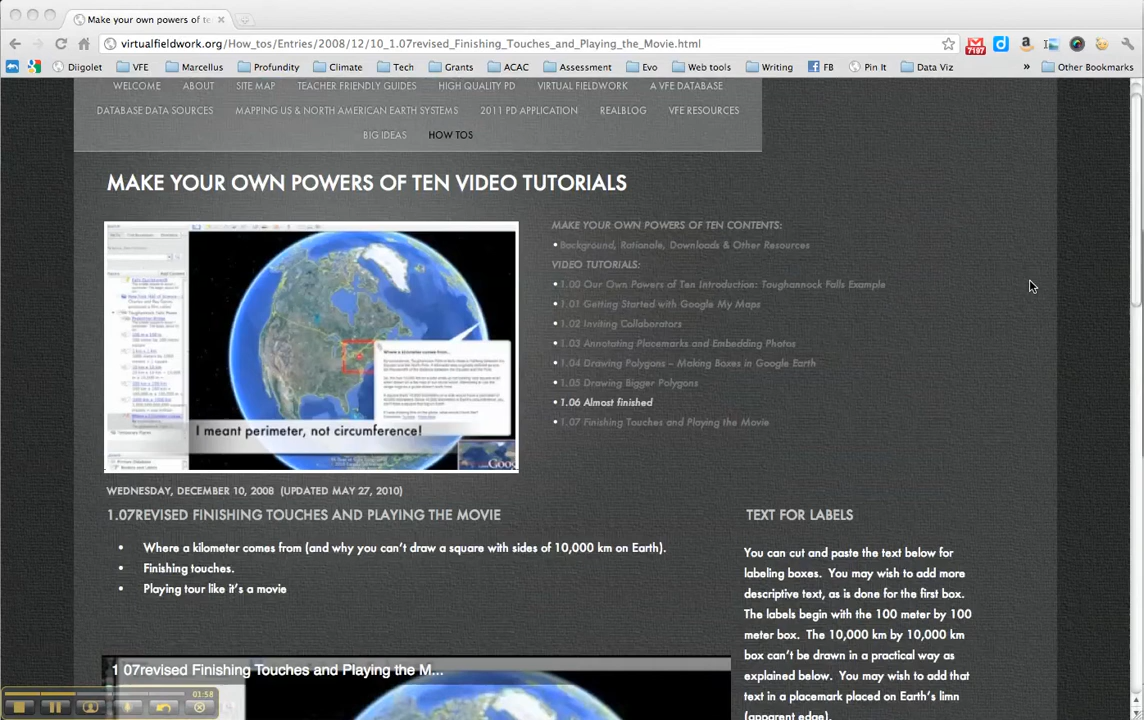 Make your own powers of te
virtualfieldwork.org/How_tos/Entries/2008/12/10_1.07revised_Finishing_Touches_and_Playing_the_Movie.html
7197
Diigolet VFE Marcellus Profundity Climate Tech Grants ACAC Assessment Evo Web tools Writing FB Pin It Data Viz » Other Bookmarks
WELCOME ABOUT SITE MAP TEACHER FRIENDLY GUIDES HIGH QUALITY PD VIRTUAL FIELDWORK A VFE DATABASE
DATABASE DATA SOURCES MAPPING US & NORTH AMERICAN EARTH SYSTEMS 2011 PD APPLICATION REALBLOG VFE RESOURCES
BIG IDEAS HOW TOS
MAKE YOUR OWN POWERS OF TEN VIDEO TUTORIALS
Where a kilometer comes from...
I meant perimeter, not circumference!
MAKE YOUR OWN POWERS OF TEN CONTENTS:
• Background, Rationale, Downloads & Other Resources
VIDEO TUTORIALS:
• 1.00 Our Own Powers of Ten Introduction: Taughannock Falls Example
• 1.01 Getting Started with Google My Maps
• 1.02 Inviting Collaborators
• 1.03 Annotating Placemarks and Embedding Photos
• 1.04 Drawing Polygons – Making Boxes in Google Earth
• 1.05 Drawing Bigger Polygons
• 1.06 Almost finished
• 1.07 Finishing Touches and Playing the Movie
WEDNESDAY, DECEMBER 10, 2008 (UPDATED MAY 27, 2010)
1.07REVISED FINISHING TOUCHES AND PLAYING THE MOVIE
• Where a kilometer comes from (and why you can't draw a square with sides of 10,000 km on Earth).
• Finishing touches.
• Playing tour like it's a movie
1 07revised Finishing Touches and Playing the M...
TEXT FOR LABELS
You can cut and paste the text below for
labeling boxes. You may wish to add more
descriptive text, as is done for the first box.
The labels begin with the 100 meter by 100
meter box. The 10,000 km by 10,000 km
box can't be drawn in a practical way as
explained below. You may wish to add that
text in a placemark placed on Earth's limn
(apparent edge).
1:58